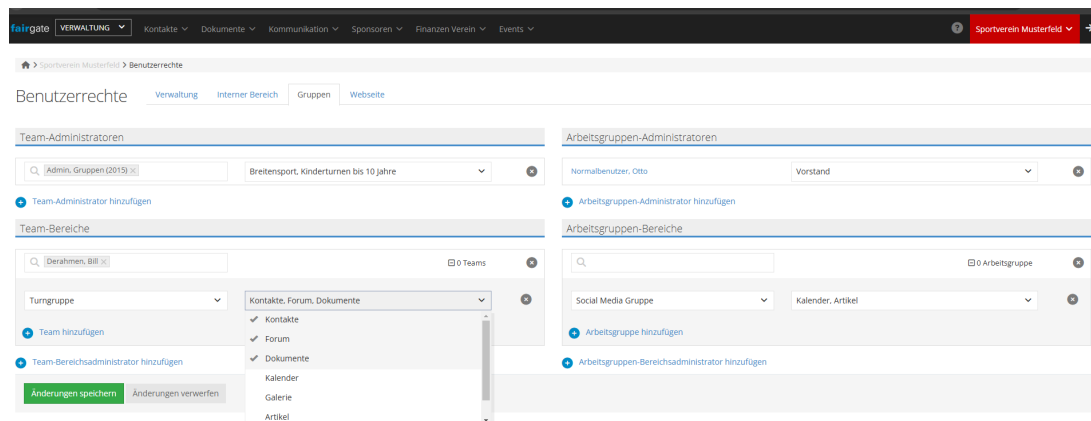 fairgate VERWALTUNG Kontakte Dokumente Kommunikation Sponsoren Finanzen Verein Events ? Sportverein Musterfeld
> Sportverein Musterfeld > Benutzerrechte
Benutzerrechte Verwaltung Interner Bereich Gruppen Webseite
Team-Administratoren
Admin, Gruppen (2015) × Breitensport, Kinderturnen bis 10 Jahre
Team-Administrator hinzufügen
Team-Bereiche
Derahmen, Bill × 0 Teams
Turngruppe Kontakte, Forum, Dokumente
Kontakte
Forum
Dokumente
Kalender
Galerie
Artikel
Team hinzufügen
Team-Bereichsadministrator hinzufügen
Änderungen speichern Änderungen verwerfen
Arbeitsgruppen-Administratoren
Normalbenutzer, Otto Vorstand
Arbeitsgruppen-Administrator hinzufügen
Arbeitsgruppen-Bereiche
0 Arbeitsgruppe
Social Media Gruppe Kalender, Artikel
Arbeitsgruppe hinzufügen
Arbeitsgruppen-Bereichsadministrator hinzufügen